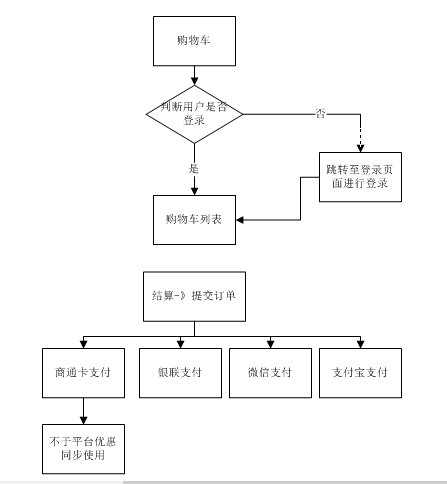 购物车
判断用户是否
登录
否
是
跳转至登录页
面进行登录
购物车列表
结算-》提交订单
商通卡支付
银联支付
微信支付
支付宝支付
不于平台优惠
同步使用